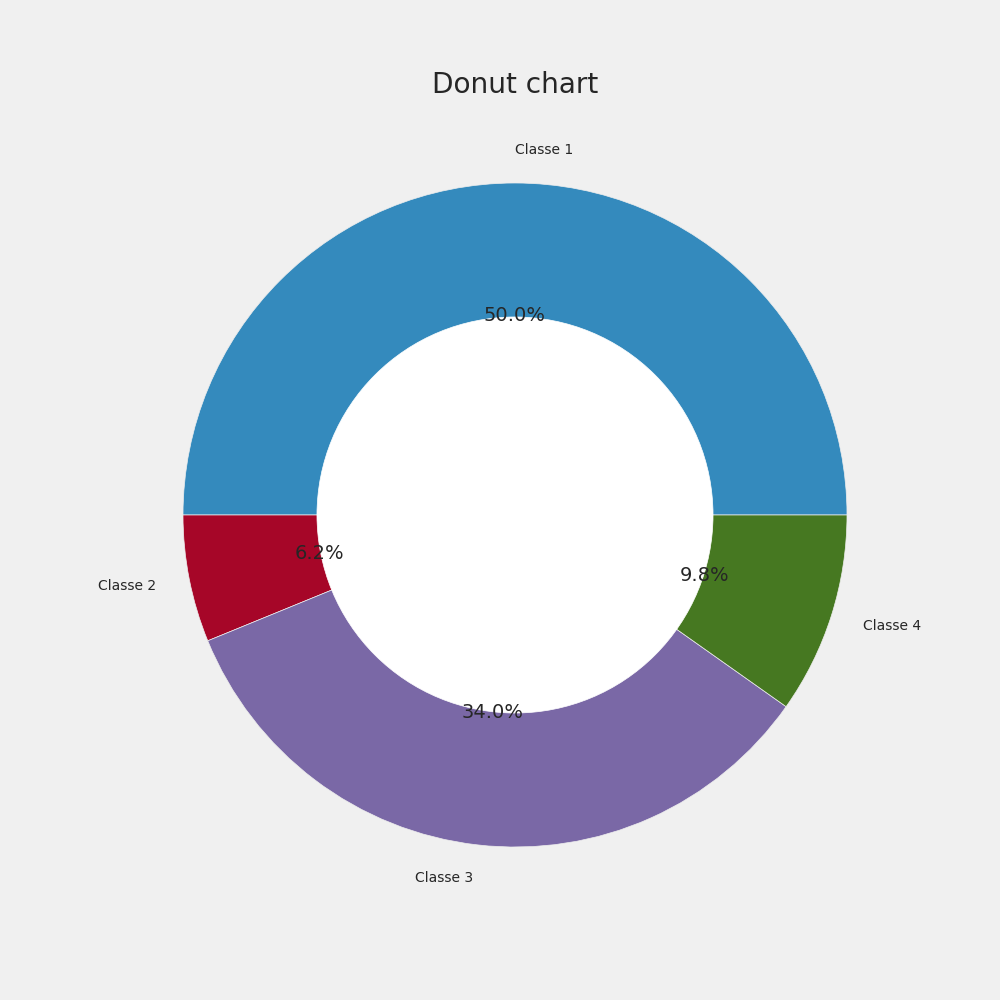 Donut chart
Classe 1
50.0%
6.2%
9.8%
Classe 2
Classe 4
34.0%
Classe 3